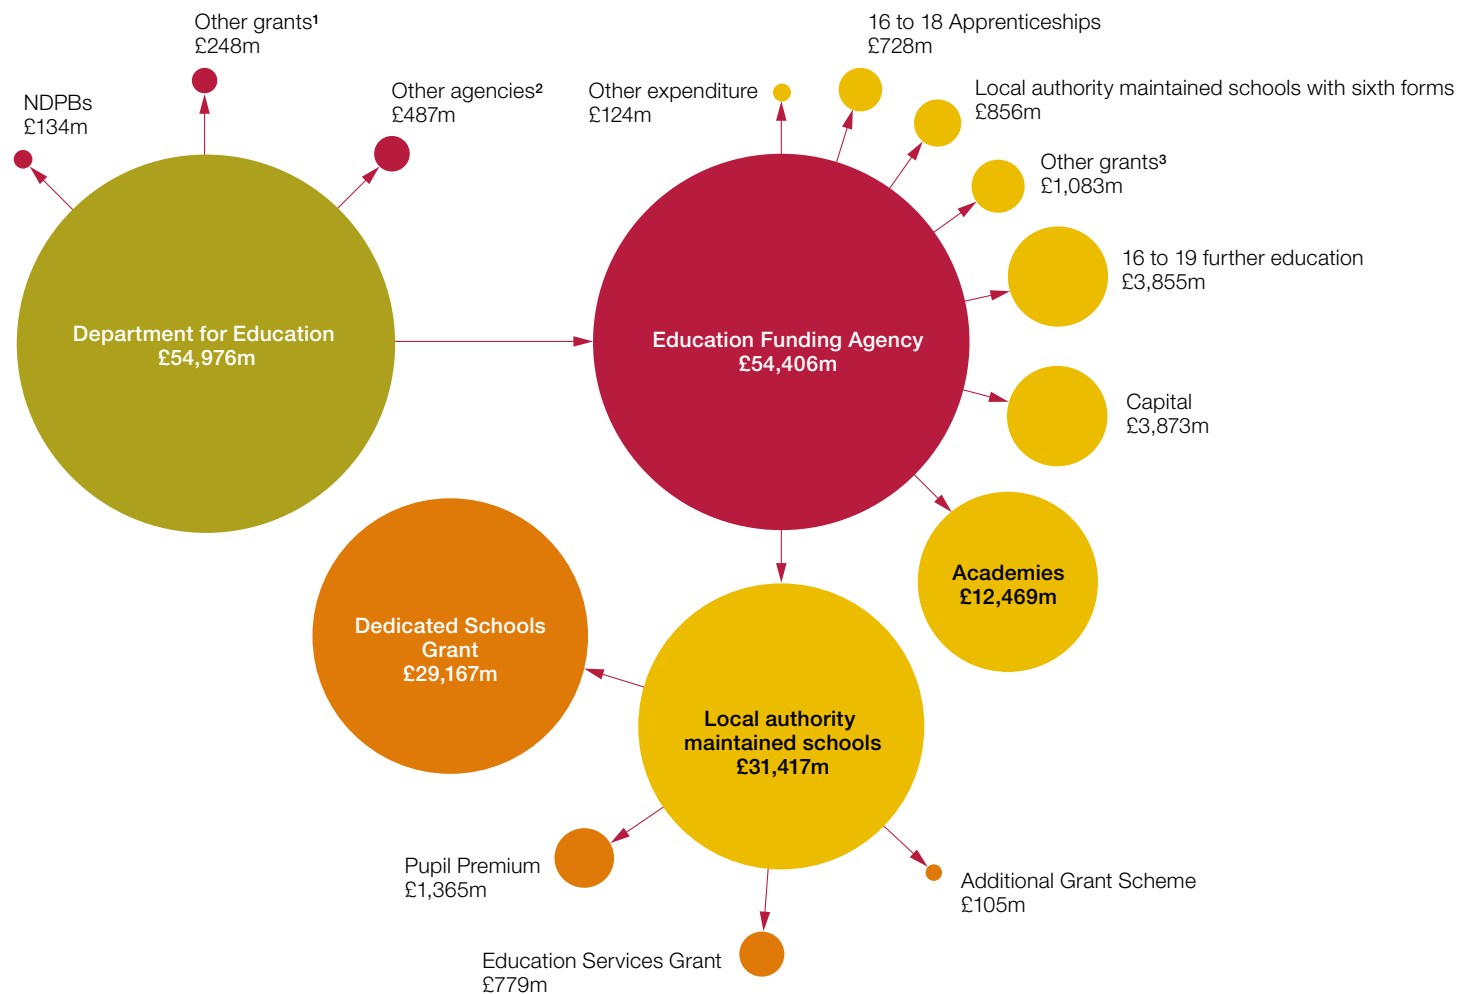 Other grants¹
£248m
NDPBs
£134m
Other agencies²
£487m
Department for Education
£54,976m
Other expenditure
£124m
16 to 18 Apprenticeships
£728m
Local authority maintained schools with sixth forms
£856m
Other grants³
£1,083m
16 to 19 further education
£3,855m
Education Funding Agency
£54,406m
Capital
£3,873m
Academies
£12,469m
Dedicated Schools
Grant
£29,167m
Local authority
maintained schools
£31,417m
Pupil Premium
£1,365m
Additional Grant Scheme
£105m
Education Services Grant
£779m